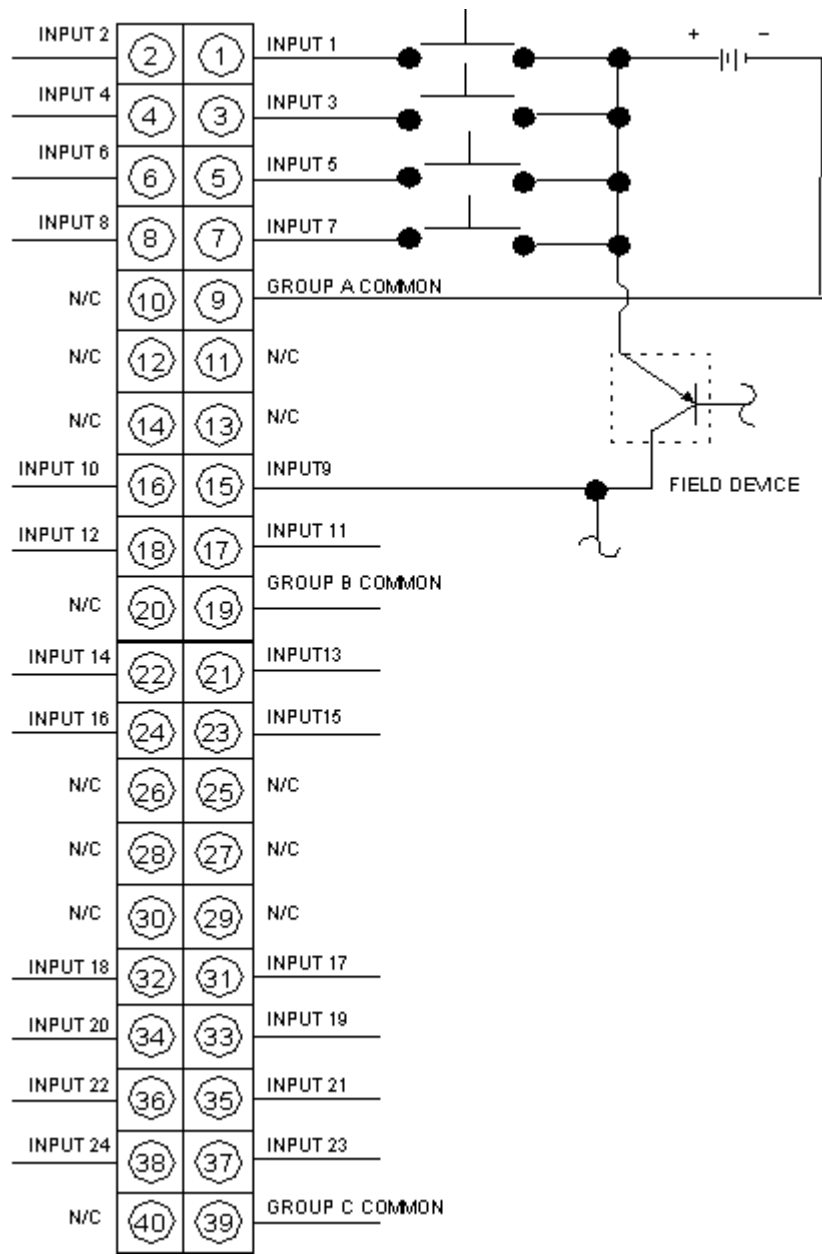 INPUT 2 2 1 INPUT 1 + −
INPUT 4 4 3 INPUT 3
INPUT 6 6 5 INPUT 5
INPUT 8 8 7 INPUT 7
N/C 10 9 GROUP A COMMON
N/C 12 11 N/C
N/C 14 13 N/C
INPUT 10 16 15 INPUT9
FIELD DEVICE
INPUT 12 18 17 INPUT 11
N/C 20 19 GROUP B COMMON
INPUT 14 22 21 INPUT13
INPUT 16 24 23 INPUT15
N/C 26 25 N/C
N/C 28 27 N/C
N/C 30 29 N/C
INPUT 18 32 31 INPUT 17
INPUT 20 34 33 INPUT 19
INPUT 22 36 35 INPUT 21
INPUT 24 38 37 INPUT 23
N/C 40 39 GROUP C COMMON